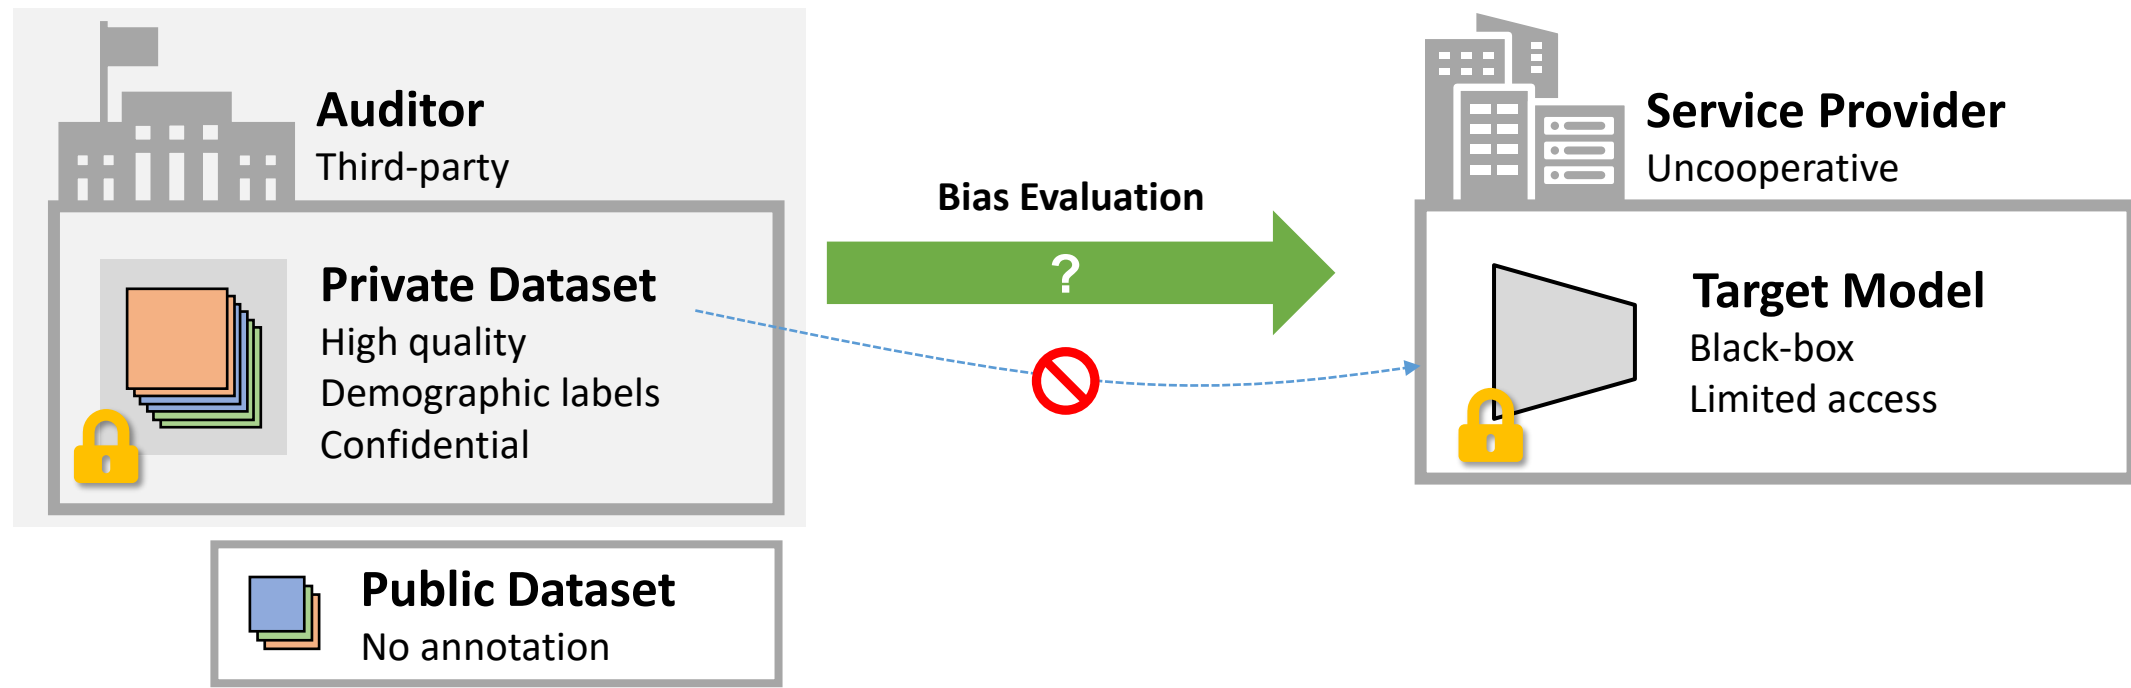 Auditor
Third-party
Private Dataset
High quality
Demographic labels
Confidential
Public Dataset
No annotation
Bias Evaluation
?
Service Provider
Uncooperative
Target Model
Black-box
Limited access